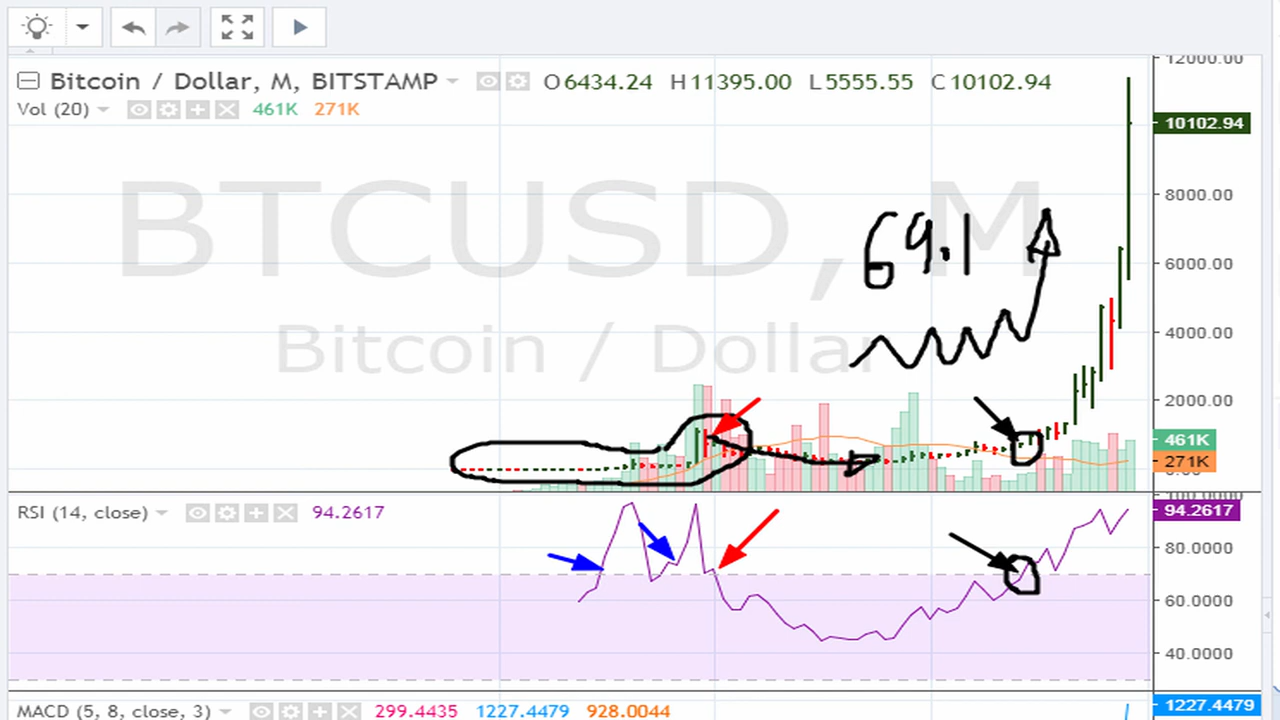 Bitcoin / Dollar, M, BITSTAMP O6434.24 H11395.00 L5555.55 C10102.94
Vol (20) 461K 271K
BTCUSD, M
Bitcoin / Dollar
69.1
12000.00
10102.94
8000.00
6000.00
4000.00
2000.00
461K
271K
RSI (14, close) 94.2617
94.2617
80.0000
60.0000
40.0000
MACD (5, 8, close, 3) 299.4435 1227.4479 928.0044
1227.4479